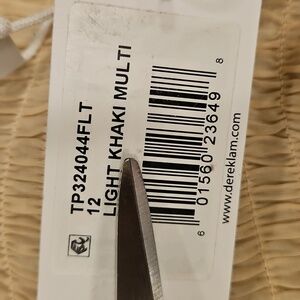 TP324044FLT
12
LIGHT KHAKI MULTI
6 01560 23649 8
www.dereklam.com